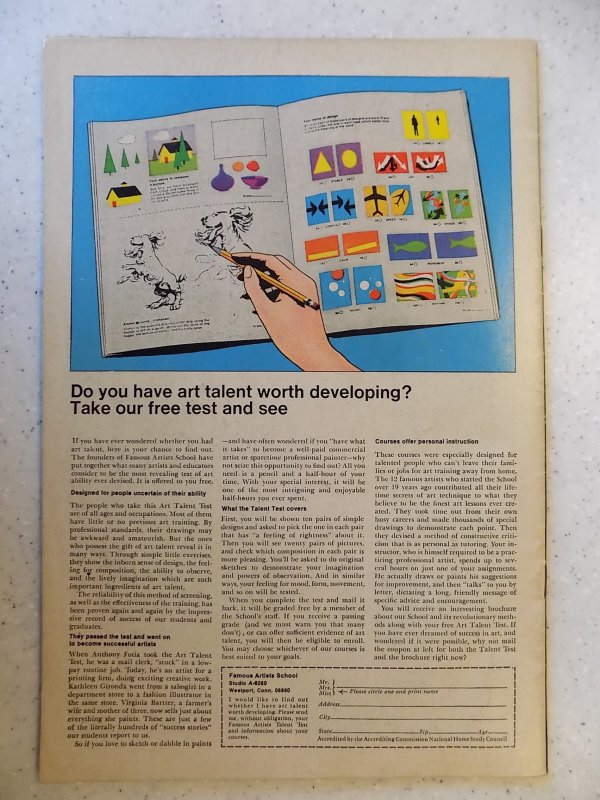 Your ability to compose
a picture
Your sense of design
Do you have art talent worth developing?
Take our free test and see
If you have ever wondered whether you had
art talent, here is your chance to find out.
The founders of Famous Artists School have
put together what many artists and educators
consider to be the most revealing test of art
ability ever devised. It is offered to you free.
Designed for people uncertain of their ability
The people who take this Art Talent Test
are of all ages and occupations. Most of them
have little or no previous art training. By
professional standards, their drawings may
be awkward and amateurish. But the ones
who possess the gift of art talent reveal it in
many ways. Through simple little exercises,
they show the inborn sense of design, the feel-
ing for composition, the ability to observe,
and the lively imagination which are such
important ingredients of art talent.
The reliability of this method of screening,
as well as the effectiveness of the training, has
been proven again and again by the impres-
sive record of success of our students and
graduates.
They passed the test and went on
to become successful artists
When Anthony Fotia took the Art Talent
Test, he was a mail clerk, "stuck" in a low-
pay routine job. Today, he's an artist for a
printing firm, doing exciting creative work.
Kathleen Gironda went from a salesgirl in a
department store to a fashion illustrator in
the same store. Virginia Bartter, a farmer's
wife and mother of three, now sells just about
everything she paints. These are just a few
of the literally hundreds of "success stories"
our students report to us.
So if you love to sketch or dabble in paints
—and have often wondered if you "have what
it takes" to become a well-paid commercial
artist or sparetime professional painter—why
not seize this opportunity to find out? All you
need is a pencil and a half-hour of your
time. With your special interest, it will be
one of the most intriguing and enjoyable
half-hours you ever spent.
What the Talent Test covers
First, you will be shown ten pairs of simple
designs and asked to pick the one in each pair
that has "a feeling of rightness" about it.
Then you will see twenty pairs of pictures,
and check which composition in each pair is
more pleasing. You'll be asked to do original
sketches to demonstrate your imagination
and powers of observation. And in similar
ways, your feeling for mood, form, movement,
and so on will be tested.
When you complete the test and mail it
back, it will be graded free by a member of
the School's staff. If you receive a passing
grade (and we must warn you that many
don't), or can offer sufficient evidence of art
talent, you will then be eligible to enroll.
You may choose whichever of our courses is
best suited to your goals.
Courses offer personal instruction
These courses were especially designed for
talented people who can't leave their fami-
lies or jobs for art training away from home.
The 12 famous artists who started the School
over 19 years ago contributed all their life-
time secrets of art technique to what they
believe to be the finest art lessons ever cre-
ated. They took time out from their own
busy careers and made thousands of special
drawings to demonstrate each point. Then
they devised a method of constructive criti-
cism that is as personal as tutoring. Your in-
structor, who is himself required to be a prac-
ticing professional artist, spends up to sev-
eral hours on just one of your assignments.
He actually draws or paints his suggestions
for improvement, and then "talks" to you by
letter, dictating a long, friendly message of
specific advice and encouragement.
You will receive an interesting brochure
about our School and its revolutionary meth-
ods along with your free Art Talent Test. If
you have ever dreamed of success in art, and
wondered if it were possible, why not mail
the coupon at left for both the Talent Test
and the brochure right now?
Famous Artists School
Studio A-8260
Westport, Conn. 06880
I would like to find out
whether I have art talent
worth developing. Please send
me, without obligation, your
Famous Artists Talent Test
and information about your
courses.
Mr.
Mrs.
Miss
Please circle one and print name
Address
City
State Zip Age
Accredited by the Accrediting Commission National Home Study Council